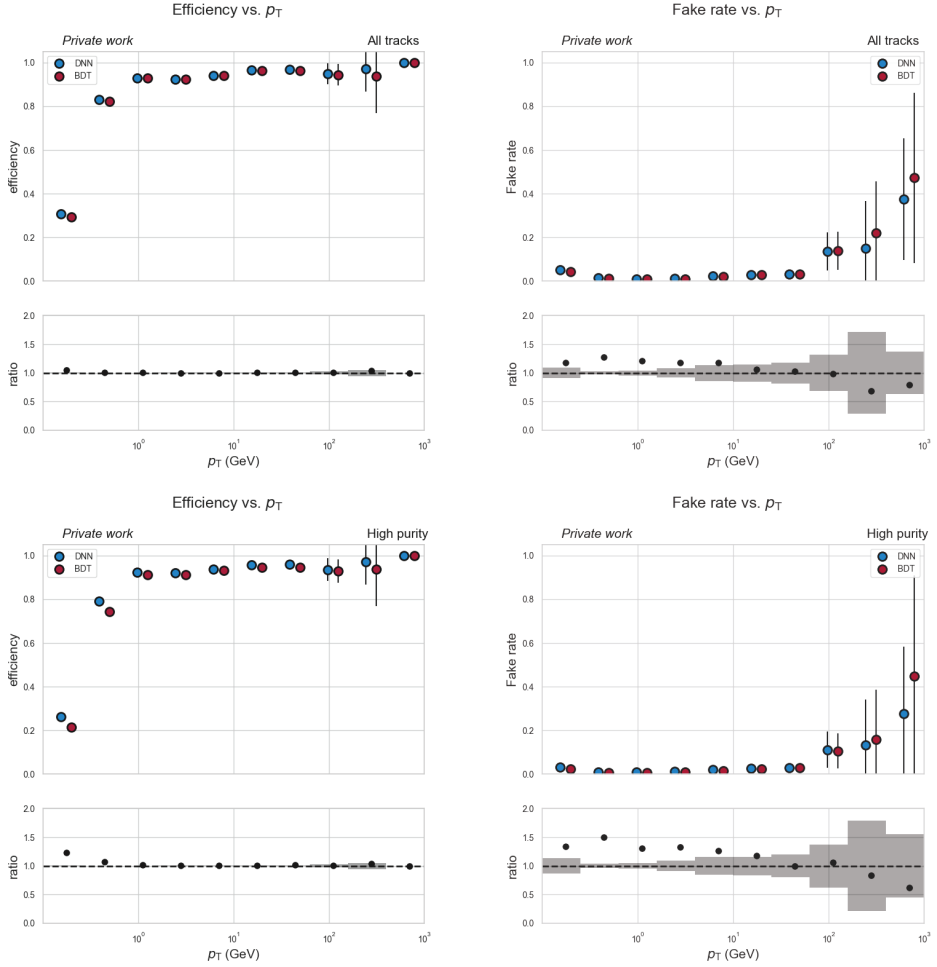 Efficiency vs. pT
Private work
All tracks
DNN
BDT
1.0
0.8
0.6
0.4
0.2
0.0
efficiency
2.0
1.5
1.0
0.5
0.0
ratio
10^0
10^1
10^2
10^3
pT (GeV)
Fake rate vs. pT
Private work
All tracks
DNN
BDT
1.0
0.8
0.6
0.4
0.2
0.0
Fake rate
2.0
1.5
1.0
0.5
0.0
ratio
10^0
10^1
10^2
10^3
pT (GeV)
Efficiency vs. pT
Private work
High purity
DNN
BDT
1.0
0.8
0.6
0.4
0.2
0.0
efficiency
2.0
1.5
1.0
0.5
0.0
ratio
10^0
10^1
10^2
10^3
pT (GeV)
Fake rate vs. pT
Private work
High purity
DNN
BDT
1.0
0.8
0.6
0.4
0.2
0.0
Fake rate
2.0
1.5
1.0
0.5
0.0
ratio
10^0
10^1
10^2
10^3
pT (GeV)